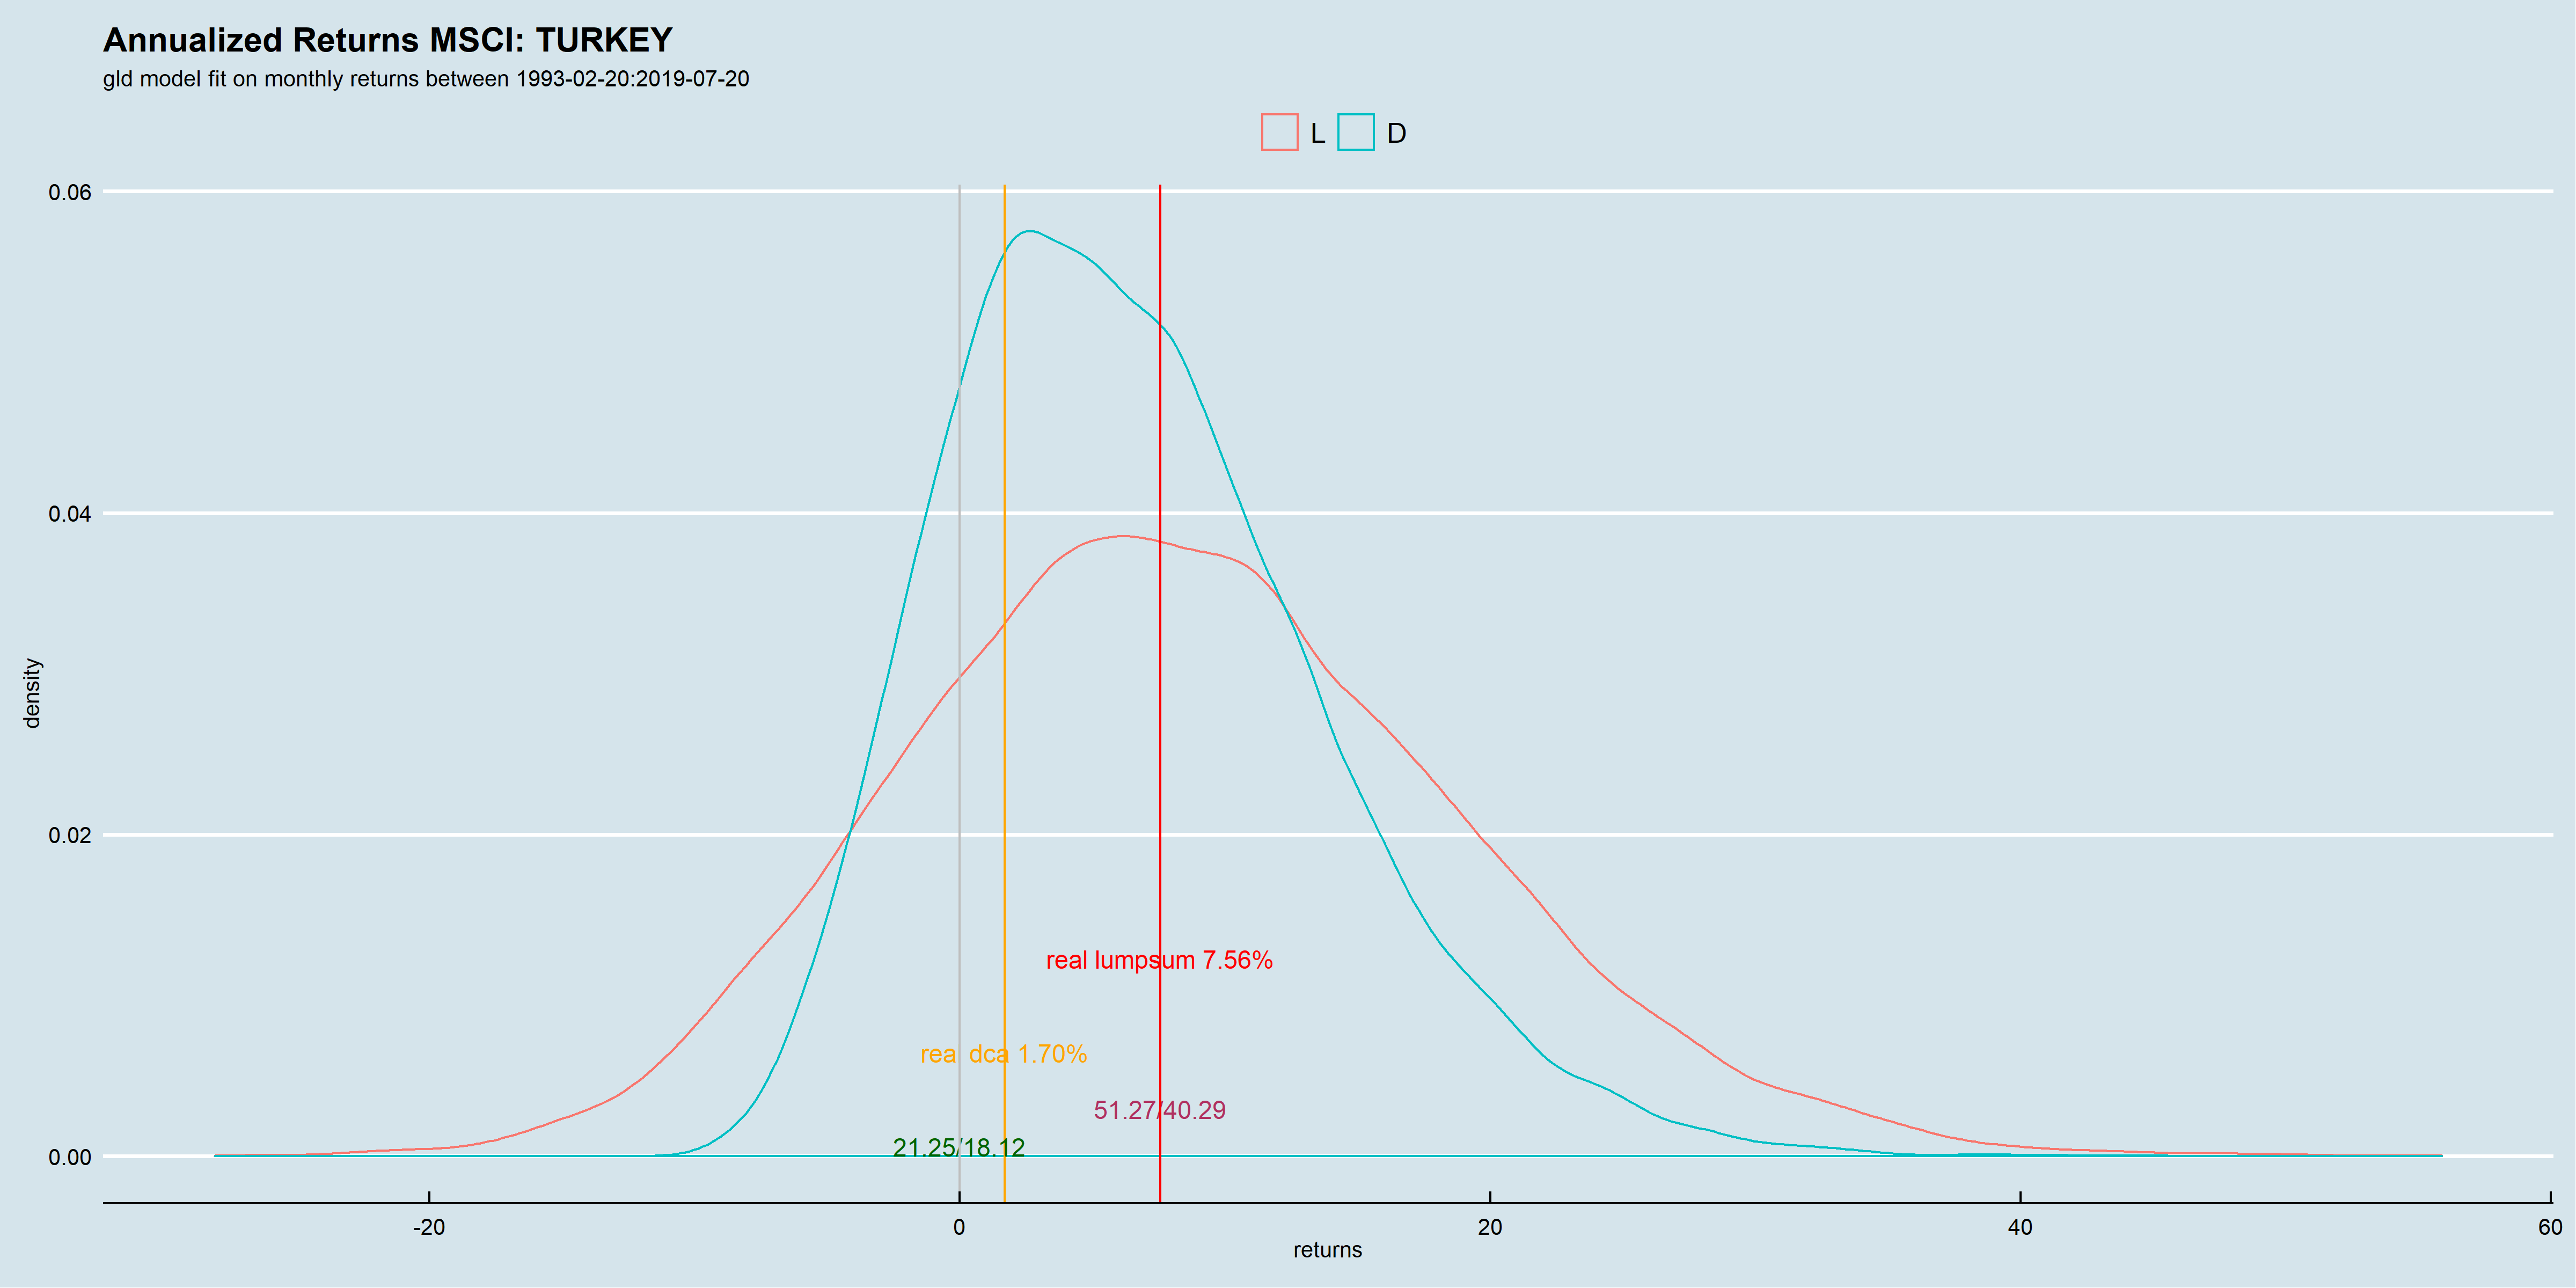 Annualized Returns MSCI: TURKEY
gld model fit on monthly returns between 1993-02-20:2019-07-20
L D
0.06
0.04
0.02
0.00
density
real lumpsum 7.56%
real dca 1.70%
51.27/40.29
21.25/18.12
-20 0 20 40 60
returns